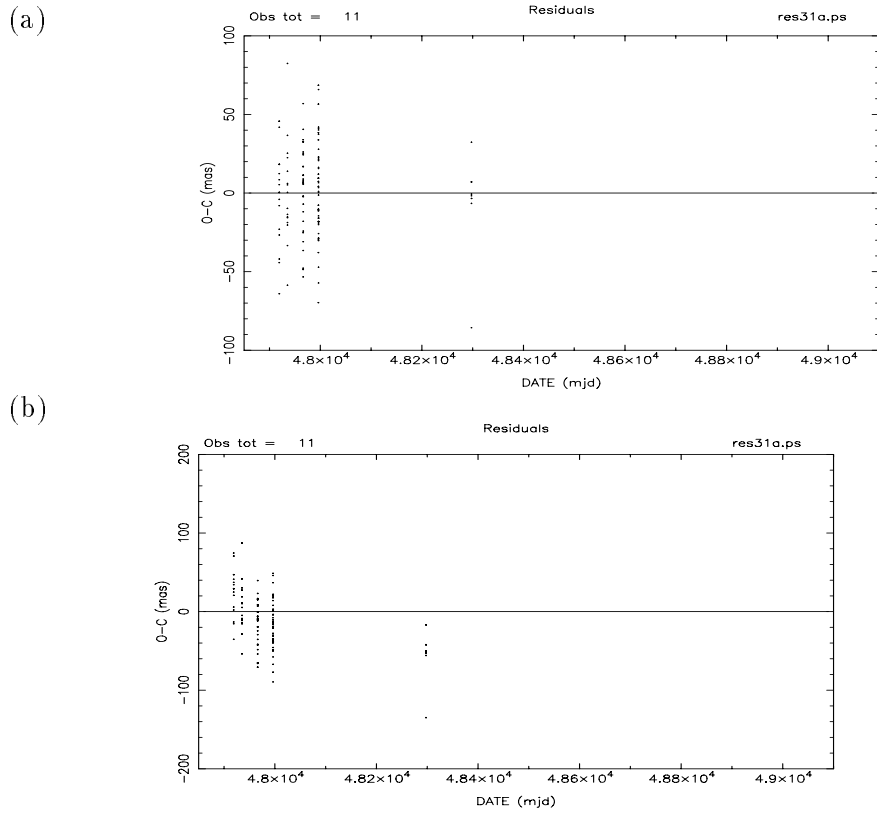 (a)
Obs tot = 11 Residuals res31a.ps
100
50
0
−50
−100
O−C (mas)
4.8×10⁴ 4.82×10⁴ 4.84×10⁴ 4.86×10⁴ 4.88×10⁴ 4.9×10⁴
DATE (mjd)
(b)
Residuals
Obs tot = 11 res31a.ps
200
100
0
−100
−200
O−C (mas)
4.8×10⁴ 4.82×10⁴ 4.84×10⁴ 4.86×10⁴ 4.88×10⁴ 4.9×10⁴
DATE (mjd)